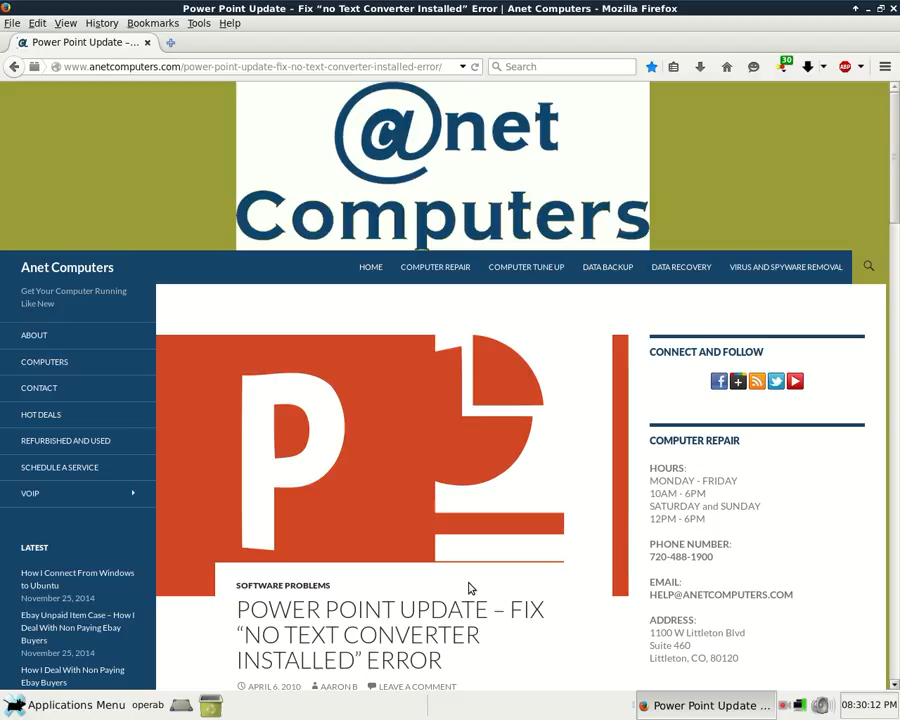 Power Point Update – Fix “no Text Converter Installed” Error | Anet Computers - Mozilla Firefox
File Edit View History Bookmarks Tools Help
Power Point Update –...
www.anetcomputers.com/power-point-update-fix-no-text-converter-installed-error/
Search
30
ABP
@net
Computers
Anet Computers
HOME COMPUTER REPAIR COMPUTER TUNE UP DATA BACKUP DATA RECOVERY VIRUS AND SPYWARE REMOVAL
Get Your Computer Running
Like New
ABOUT
COMPUTERS
CONTACT
HOT DEALS
REFURBISHED AND USED
SCHEDULE A SERVICE
VOIP
LATEST
How I Connect From Windows
to Ubuntu
November 25, 2014
Ebay Unpaid Item Case – How I
Deal With Non Paying Ebay
Buyers
November 25, 2014
How I Deal With Non Paying
Ebay Buyers
P
SOFTWARE PROBLEMS
POWER POINT UPDATE – FIX
“NO TEXT CONVERTER
INSTALLED” ERROR
APRIL 6, 2010 AARON B LEAVE A COMMENT
CONNECT AND FOLLOW
COMPUTER REPAIR
HOURS:
MONDAY - FRIDAY
10AM - 6PM
SATURDAY and SUNDAY
12PM - 6PM
PHONE NUMBER:
720-488-1900
EMAIL:
HELP@ANETCOMPUTERS.COM
ADDRESS:
1100 W Littleton Blvd
Suite 460
Littleton, CO, 80120
Applications Menu operab
Power Point Update ...
08:30:12 PM